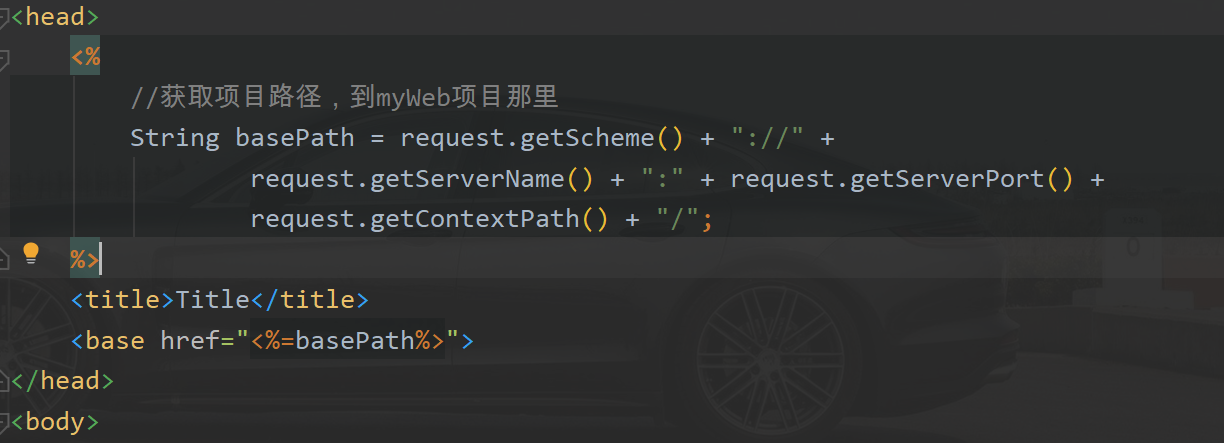 <head>
<%
//获取项目路径，到myWeb项目那里
String basePath = request.getScheme() + "://" +
request.getServerName() + ":" + request.getServerPort() +
request.getContextPath() + "/";
%>
<title>Title</title>
<base href="<%=basePath%>">
</head>
<body>